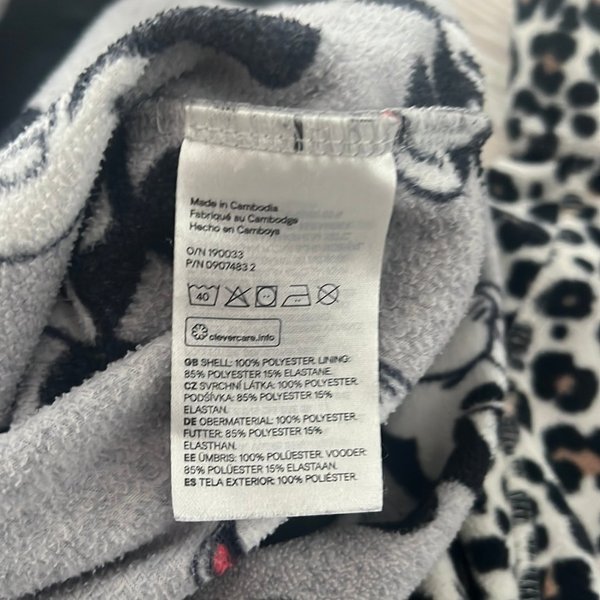 Made in Cambodia
Fabriqué au Cambodge
Hecho en Camboya
O/N 190033
P/N 0907483 2
40
clevercare.info
GB SHELL: 100% POLYESTER. LINING:
85% POLYESTER 15% ELASTANE.
CZ SVRCHNÍ LÁTKA: 100% POLYESTER.
PODŠÍVKA: 85% POLYESTER 15%
ELASTAN.
DE OBERMATERIAL: 100% POLYESTER.
FUTTER: 85% POLYESTER 15%
ELASTHAN.
EE ÜMBRIS: 100% POLÜESTER. VOODER:
85% POLÜESTER 15% ELASTAAN.
ES TELA EXTERIOR: 100% POLIÉSTER.